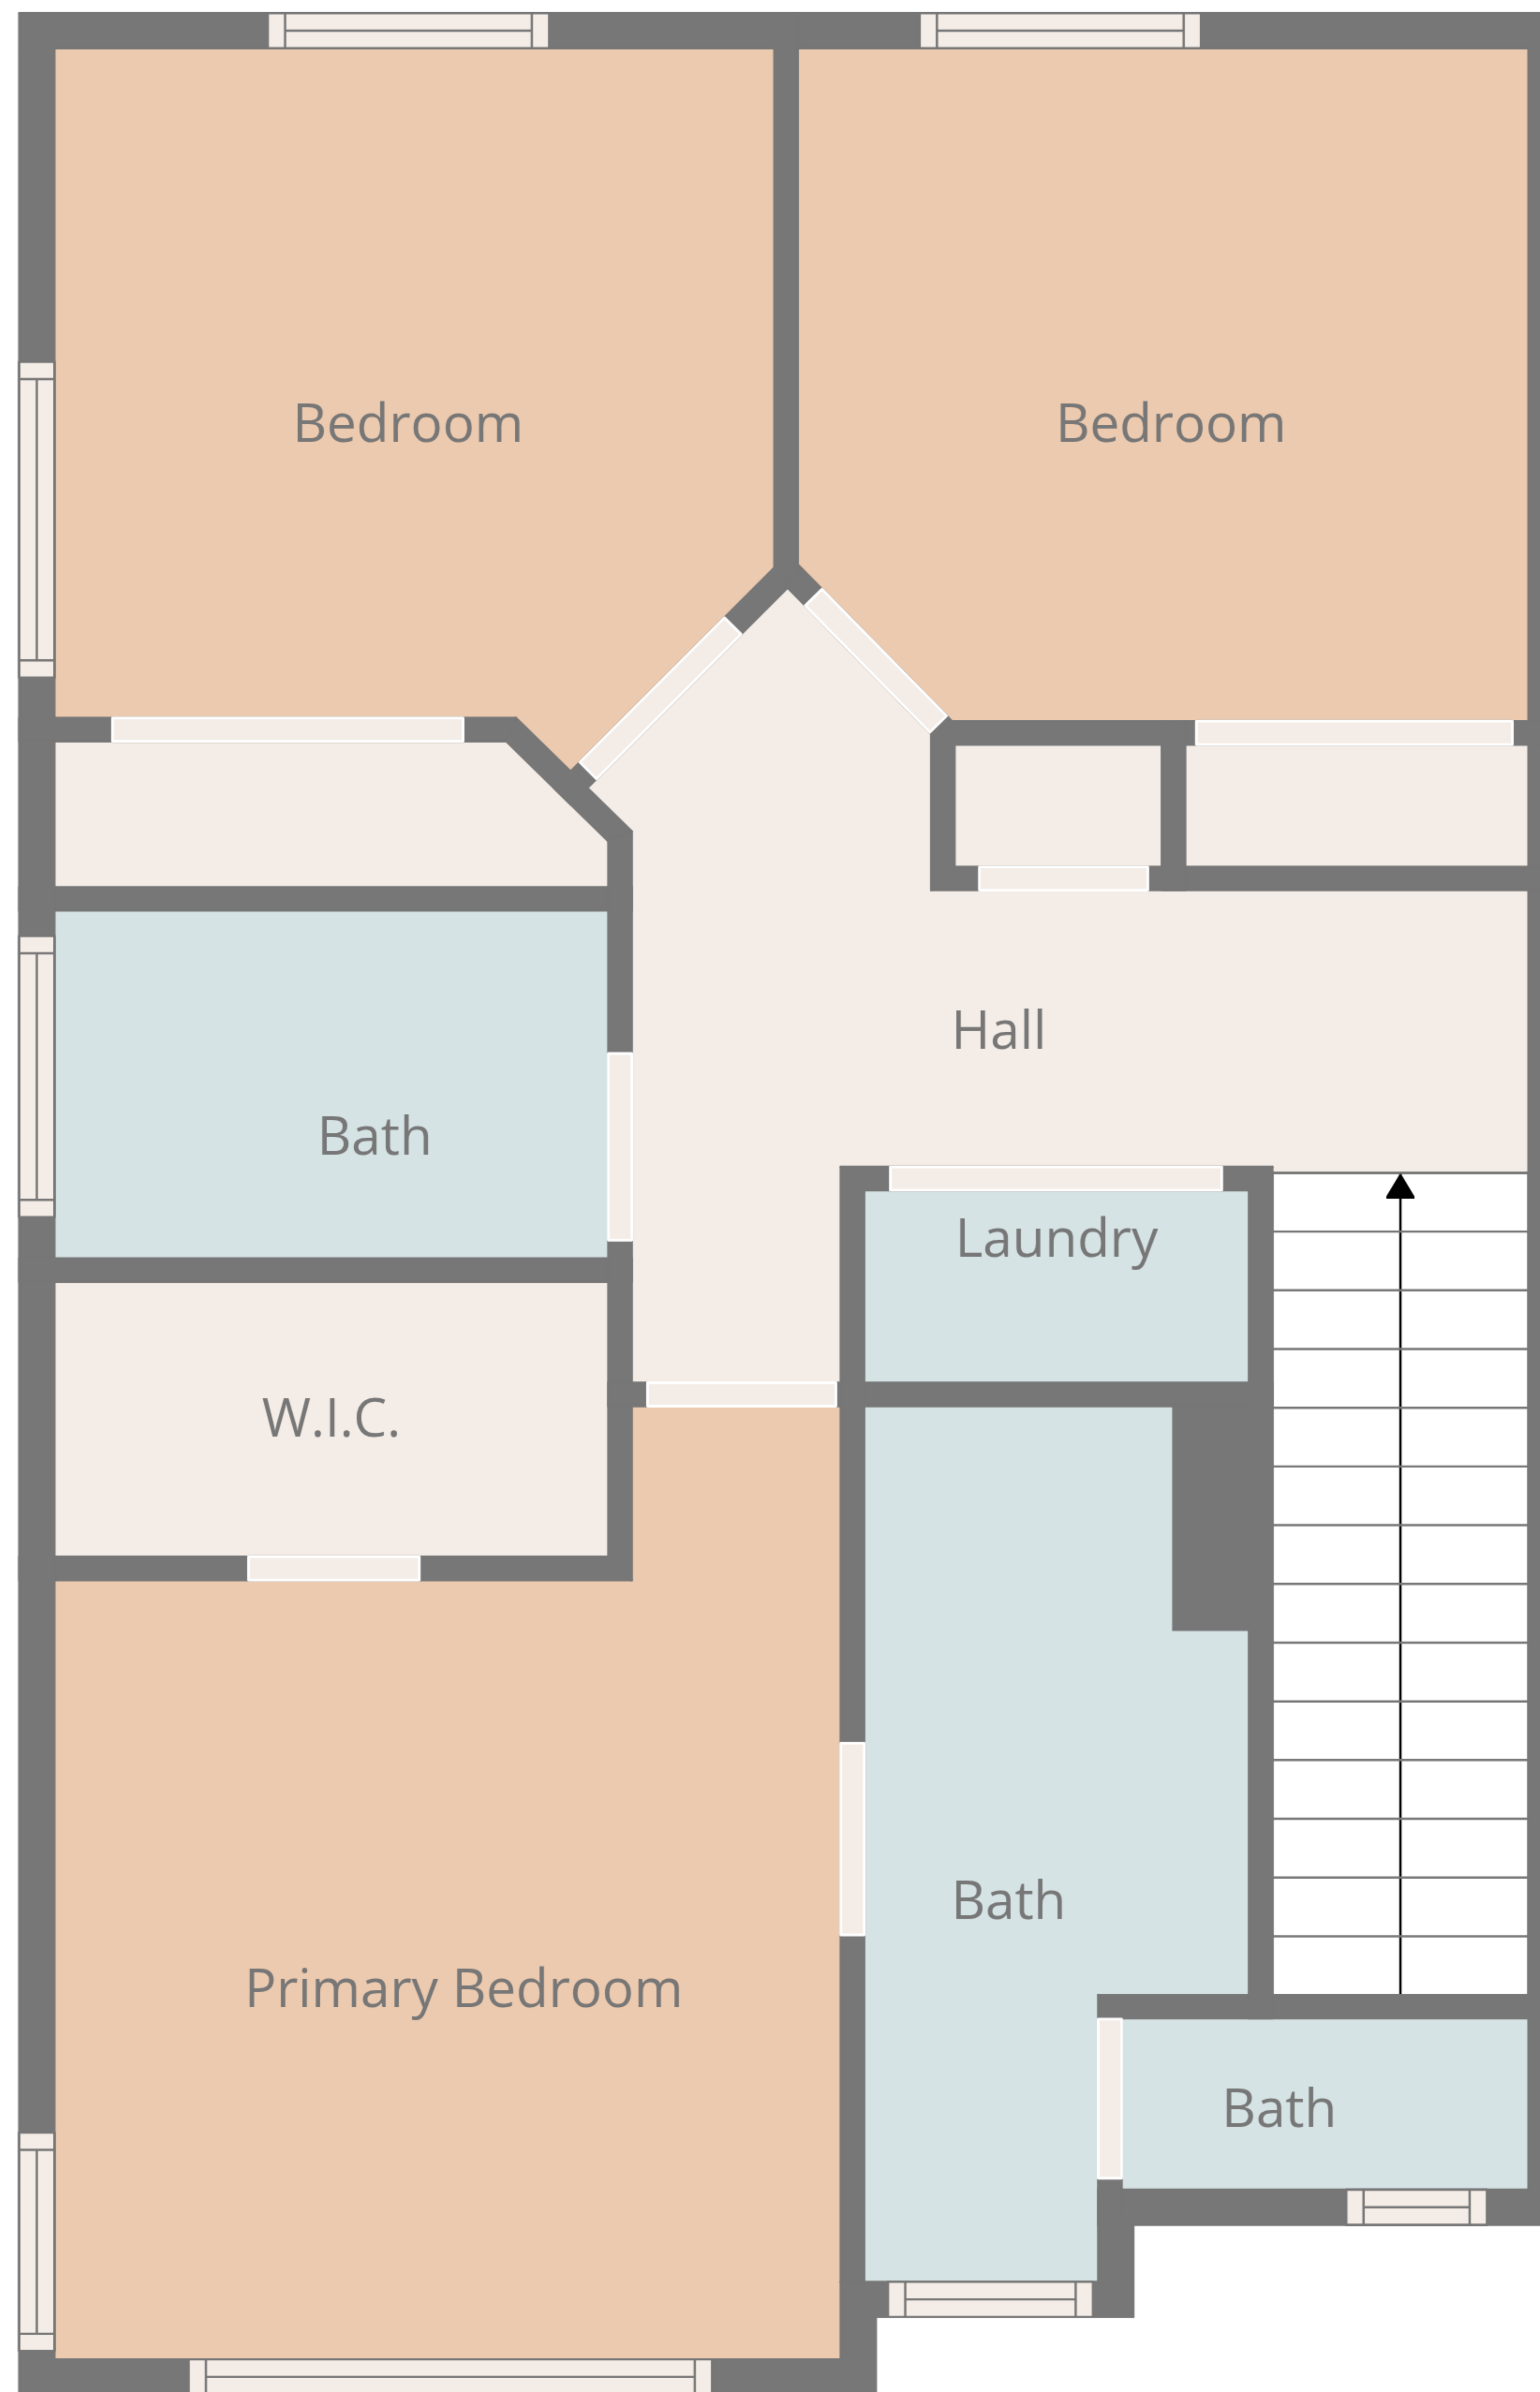 Bedroom
Bedroom
Hall
Bath
Laundry
W.I.C.
Bath
Primary Bedroom
Bath